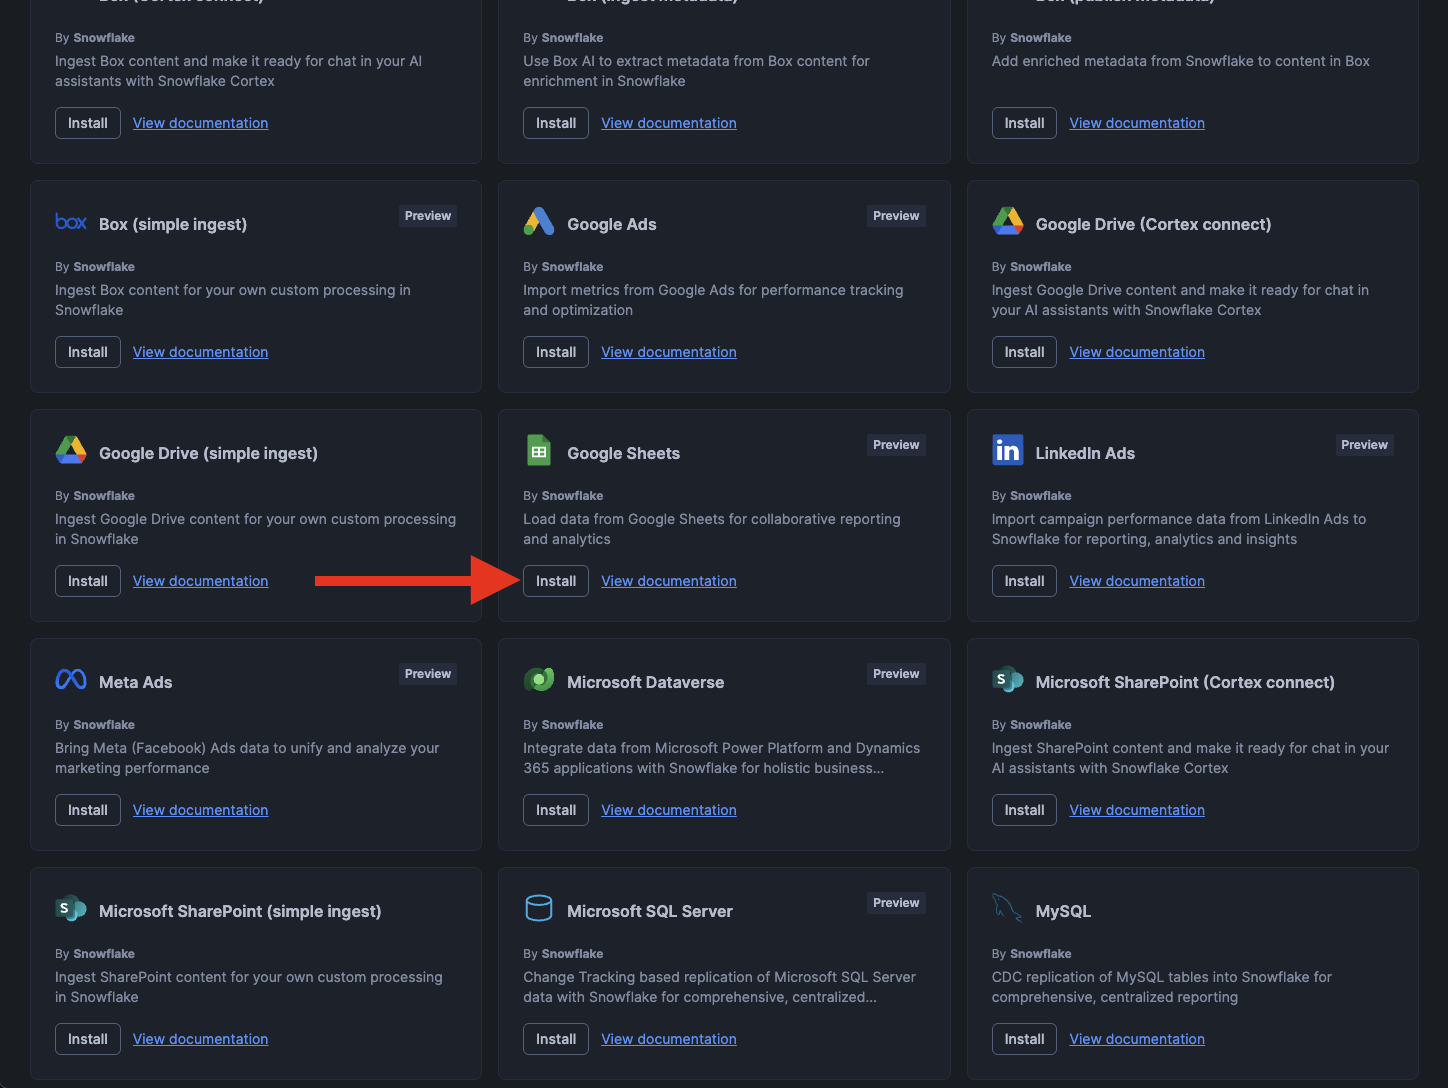 By Snowflake
Ingest Box content and make it ready for chat in your AI
assistants with Snowflake Cortex
Install View documentation
By Snowflake
Use Box AI to extract metadata from Box content for
enrichment in Snowflake
Install View documentation
By Snowflake
Add enriched metadata from Snowflake to content in Box
Install View documentation
box Box (simple ingest) Preview
By Snowflake
Ingest Box content for your own custom processing in
Snowflake
Install View documentation
Google Ads Preview
By Snowflake
Import metrics from Google Ads for performance tracking
and optimization
Install View documentation
Google Drive (Cortex connect)
By Snowflake
Ingest Google Drive content and make it ready for chat in
your AI assistants with Snowflake Cortex
Install View documentation
Google Drive (simple ingest)
By Snowflake
Ingest Google Drive content for your own custom processing
in Snowflake
Install View documentation
Google Sheets Preview
By Snowflake
Load data from Google Sheets for collaborative reporting
and analytics
Install View documentation
in LinkedIn Ads Preview
By Snowflake
Import campaign performance data from LinkedIn Ads to
Snowflake for reporting, analytics and insights
Install View documentation
Meta Ads Preview
By Snowflake
Bring Meta (Facebook) Ads data to unify and analyze your
marketing performance
Install View documentation
Microsoft Dataverse Preview
By Snowflake
Integrate data from Microsoft Power Platform and Dynamics
365 applications with Snowflake for holistic business...
Install View documentation
S Microsoft SharePoint (Cortex connect)
By Snowflake
Ingest SharePoint content and make it ready for chat in your
AI assistants with Snowflake Cortex
Install View documentation
S Microsoft SharePoint (simple ingest)
By Snowflake
Ingest SharePoint content for your own custom processing
in Snowflake
Install View documentation
Microsoft SQL Server Preview
By Snowflake
Change Tracking based replication of Microsoft SQL Server
data with Snowflake for comprehensive, centralized...
Install View documentation
MySQL
By Snowflake
CDC replication of MySQL tables into Snowflake for
comprehensive, centralized reporting
Install View documentation